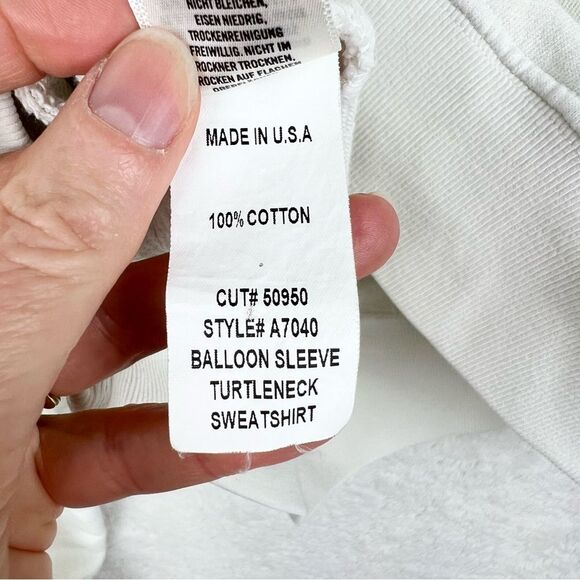 NICHT BLEICHEN,
EISEN NIEDRIG,
TROCKENREINIGUNG
FREIWILLIG. NICHT IM
TROCKNER TROCKNEN,
TROCKEN AUF FLACHEN
MADE IN U.S.A
100% COTTON
CUT# 50950
STYLE# A7040
BALLOON SLEEVE
TURTLENECK
SWEATSHIRT